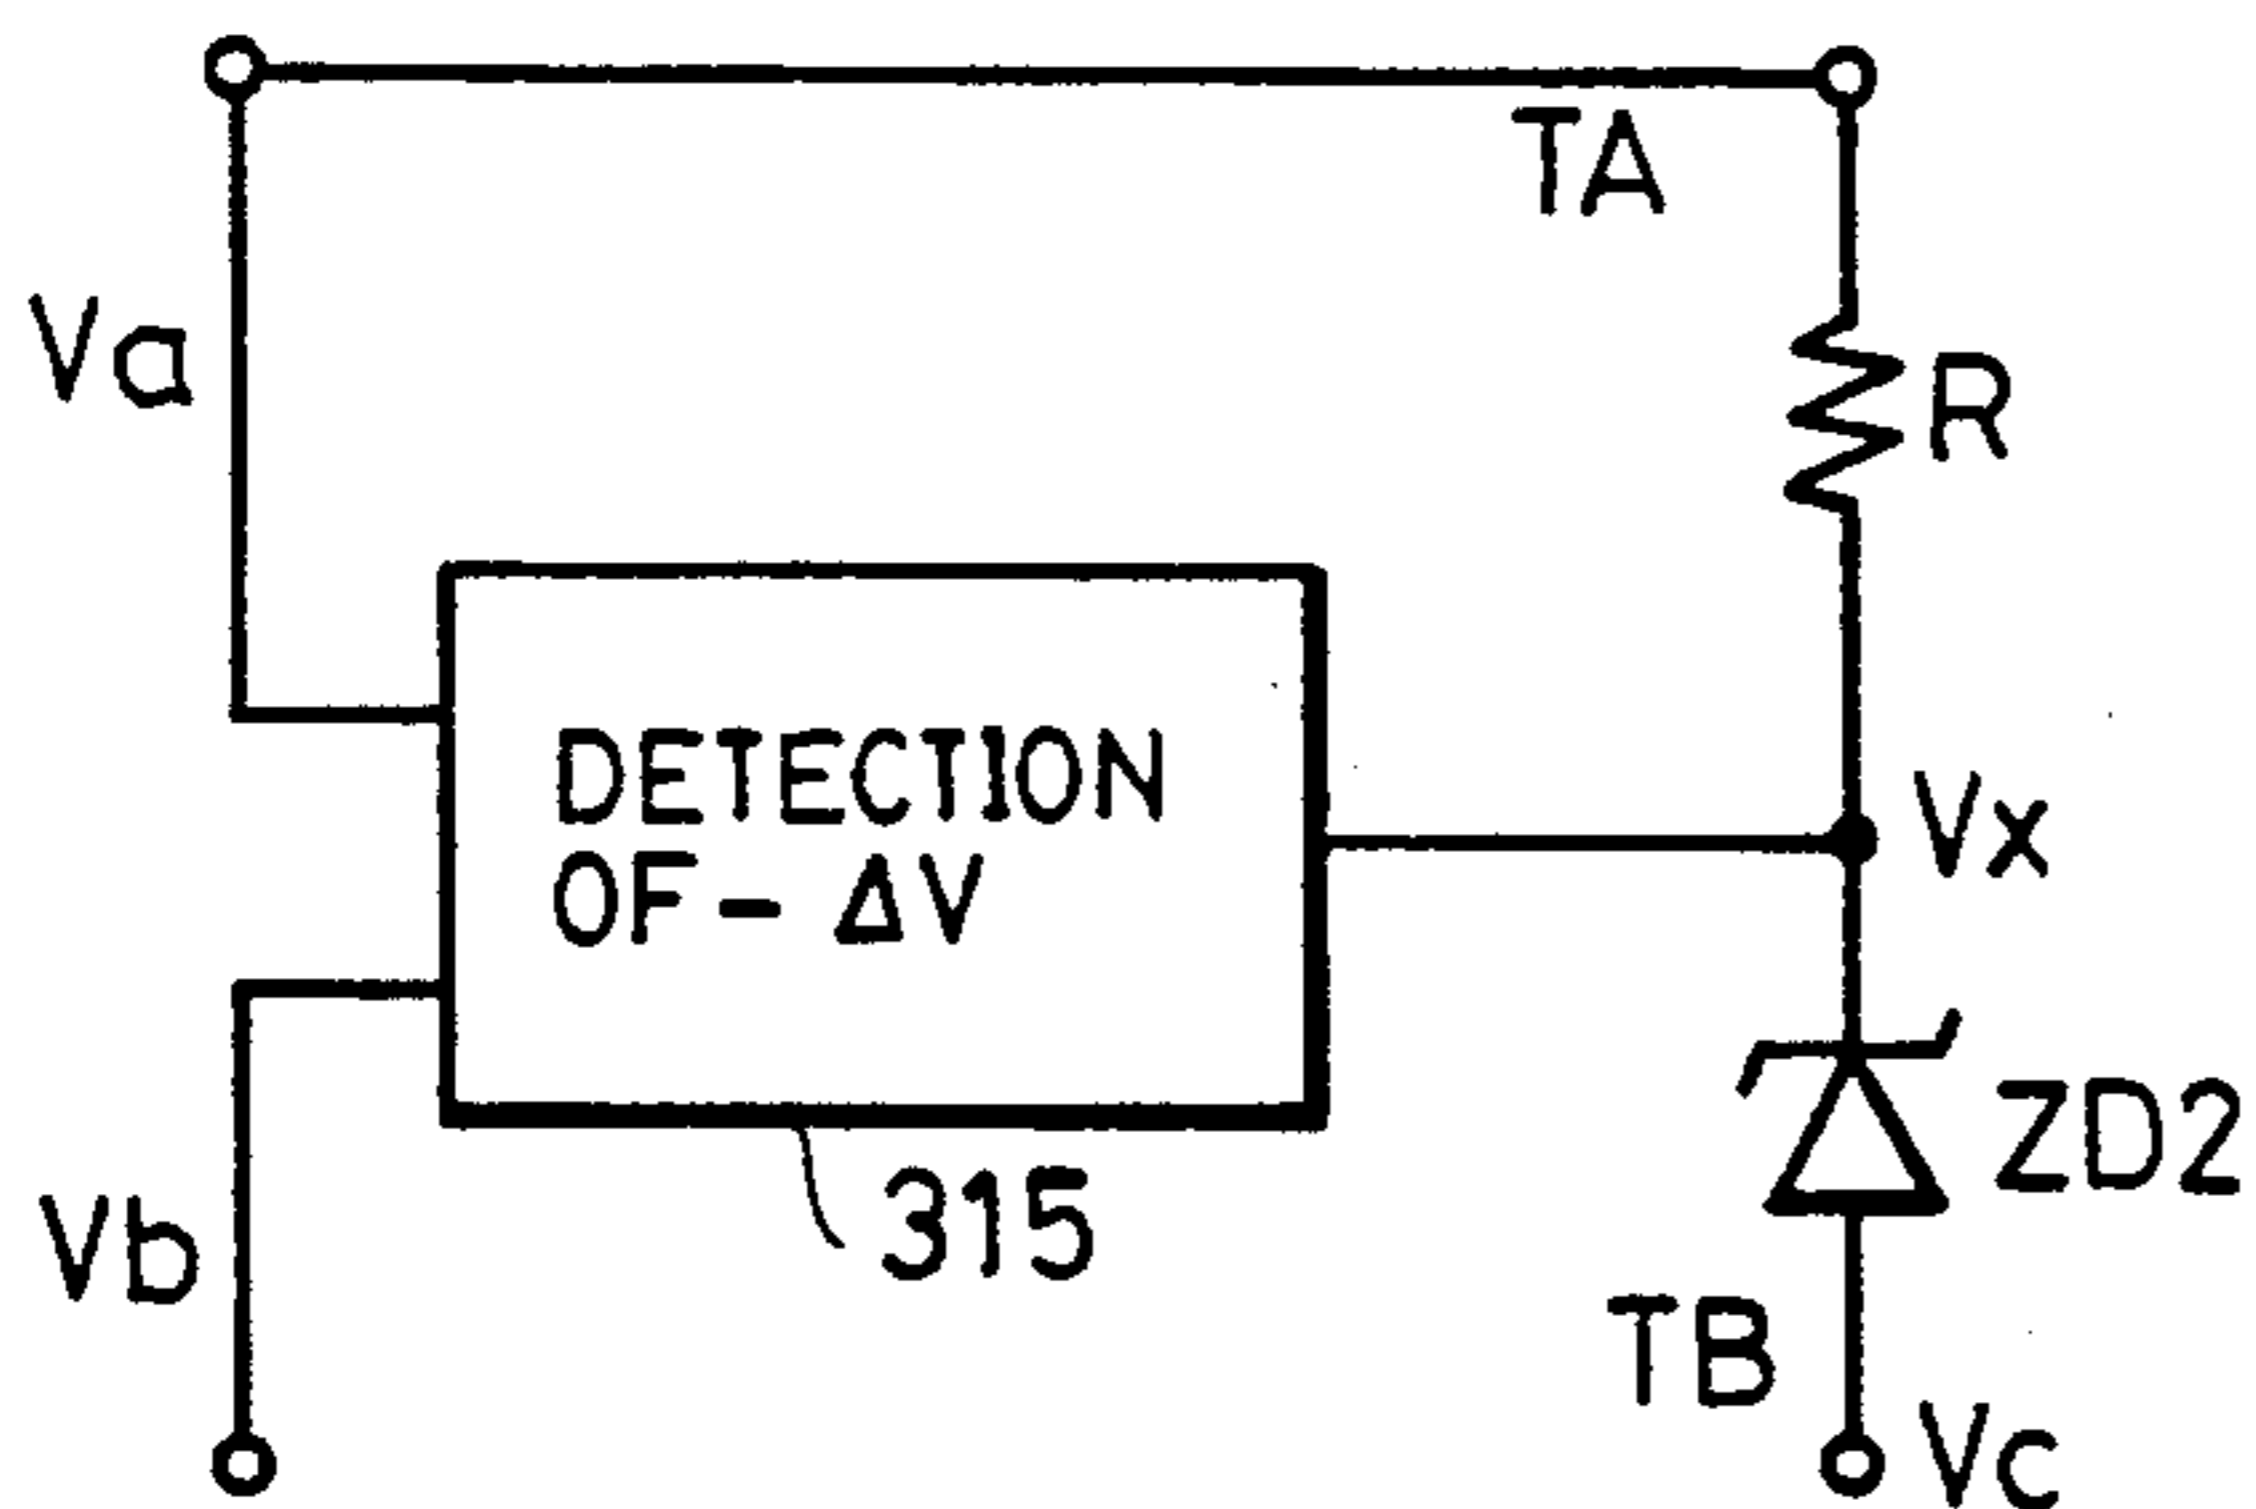 TA
Va
R
DETECTION
OF - ΔV
Vx
ZD2
315
Vb
TB
Vc